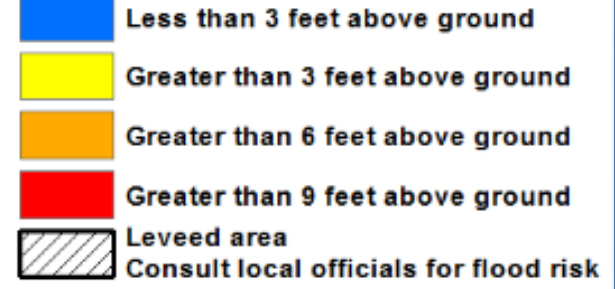 Less than 3 feet above ground
Greater than 3 feet above ground
Greater than 6 feet above ground
Greater than 9 feet above ground
Leveed area
Consult local officials for flood risk